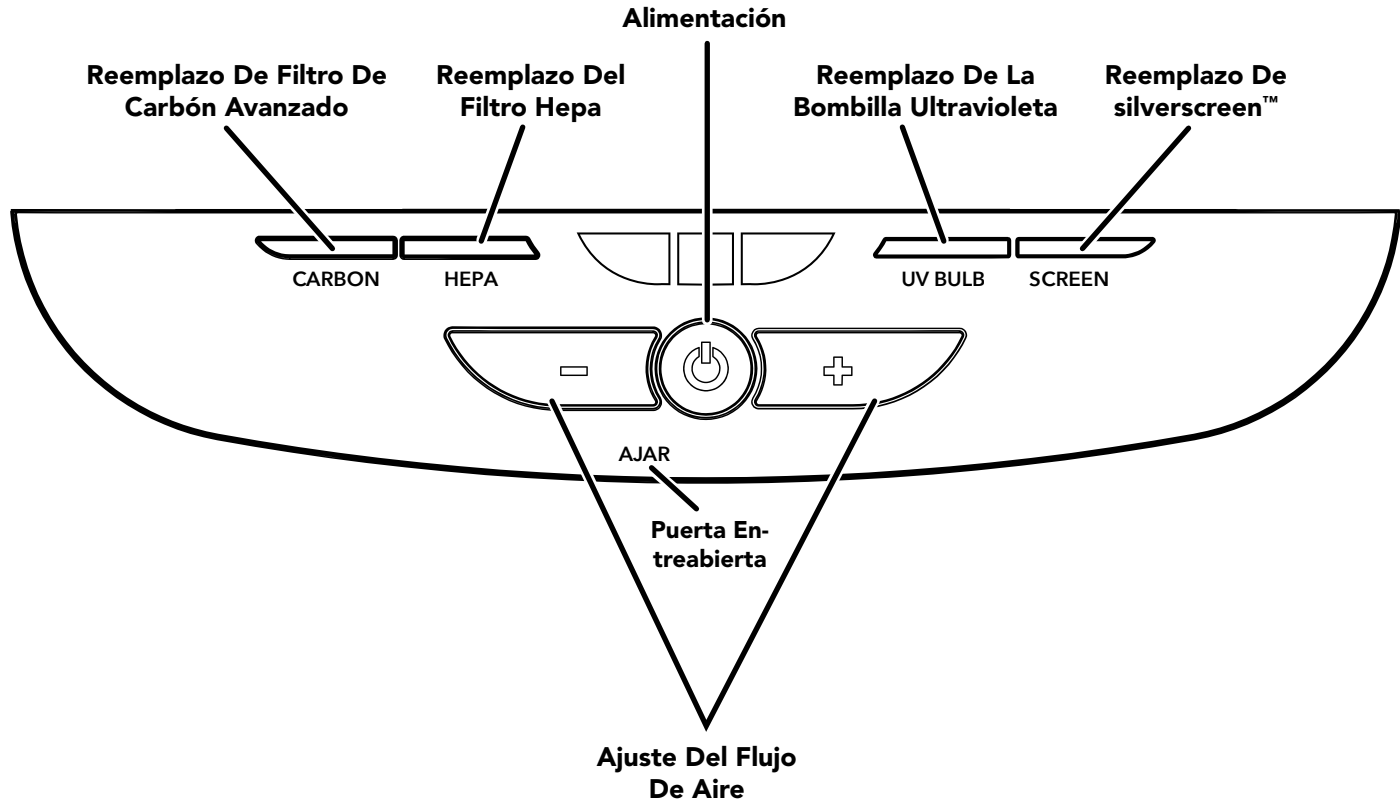 Alimentación
Reemplazo De Filtro De
Carbón Avanzado
Reemplazo Del
Filtro Hepa
Reemplazo De La
Bombilla Ultravioleta
Reemplazo De
silverscreen™
CARBON
HEPA
UV BULB
SCREEN
AJAR
Puerta En-
treabierta
Ajuste Del Flujo
De Aire